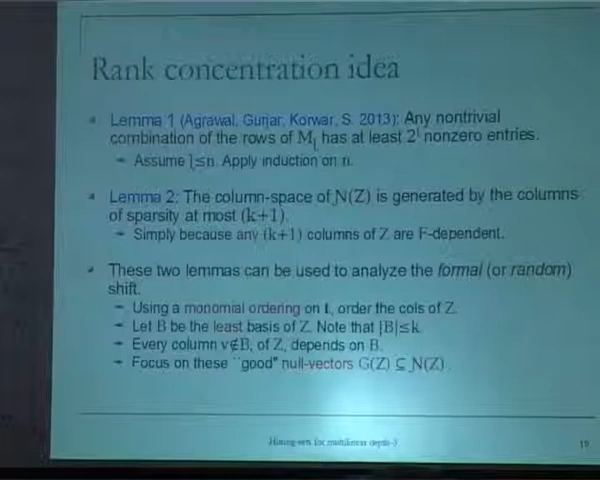 Rank concentration idea
Lemma 1 (Agrawal, Gurjar, Korwar, S. 2013): Any nontrivial
combination of the rows of M_l has at least 2^l nonzero entries.
Assume l≤n. Apply induction on n.
Lemma 2: The column-space of N(Z) is generated by the columns
of sparsity at most (k+1).
Simply because any (k+1) columns of Z are F-dependent.
These two lemmas can be used to analyze the formal (or random)
shift.
Using a monomial ordering on t, order the cols of Z.
Let B be the least basis of Z. Note that |B|≤k.
Every column v∉B, of Z, depends on B.
Focus on these ``good'' null-vectors G(Z) ⊆ N(Z).
Hitting-sets for multilinear depth-3